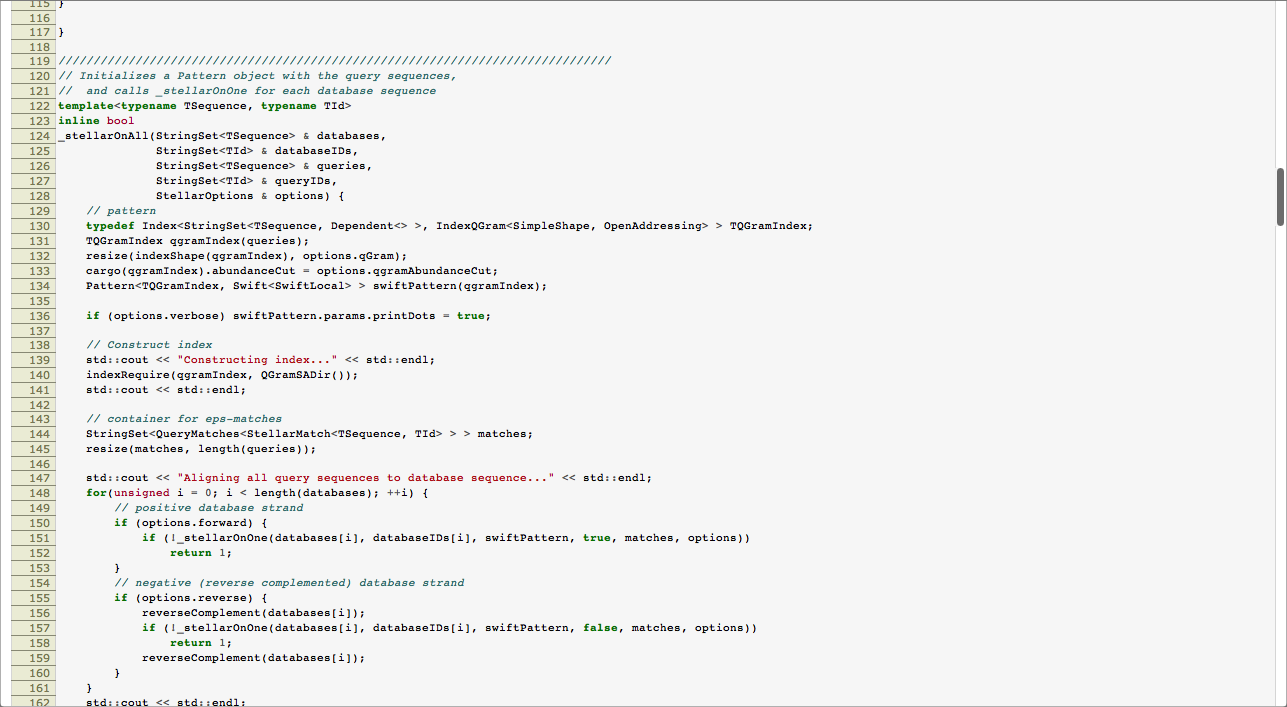 115 }
116
117 }
118
119 ///////////////////////////////////////////////////////////////////////////////
120 // Initializes a Pattern object with the query sequences,
121 //  and calls _stellarOnOne for each database sequence
122 template<typename TSequence, typename TId>
123 inline bool
124 _stellarOnAll(StringSet<TSequence> & databases,
125               StringSet<TId> & databaseIDs,
126               StringSet<TSequence> & queries,
127               StringSet<TId> & queryIDs,
128               StellarOptions & options) {
129     // pattern
130     typedef Index<StringSet<TSequence, Dependent<> >, IndexQGram<SimpleShape, OpenAddressing> > TQGramIndex;
131     TQGramIndex qgramIndex(queries);
132     resize(indexShape(qgramIndex), options.qGram);
133     cargo(qgramIndex).abundanceCut = options.qgramAbundanceCut;
134     Pattern<TQGramIndex, Swift<SwiftLocal> > swiftPattern(qgramIndex);
135
136     if (options.verbose) swiftPattern.params.printDots = true;
137
138     // Construct index
139     std::cout << "Constructing index..." << std::endl;
140     indexRequire(qgramIndex, QGramSADir());
141     std::cout << std::endl;
142
143     // container for eps-matches
144     StringSet<QueryMatches<StellarMatch<TSequence, TId> > > matches;
145     resize(matches, length(queries));
146
147     std::cout << "Aligning all query sequences to database sequence..." << std::endl;
148     for(unsigned i = 0; i < length(databases); ++i) {
149         // positive database strand
150         if (options.forward) {
151             if (!_stellarOnOne(databases[i], databaseIDs[i], swiftPattern, true, matches, options))
152                 return 1;
153         }
154         // negative (reverse complemented) database strand
155         if (options.reverse) {
156             reverseComplement(databases[i]);
157             if (!_stellarOnOne(databases[i], databaseIDs[i], swiftPattern, false, matches, options))
158                 return 1;
159             reverseComplement(databases[i]);
160         }
161     }
162     std::cout << std::endl;